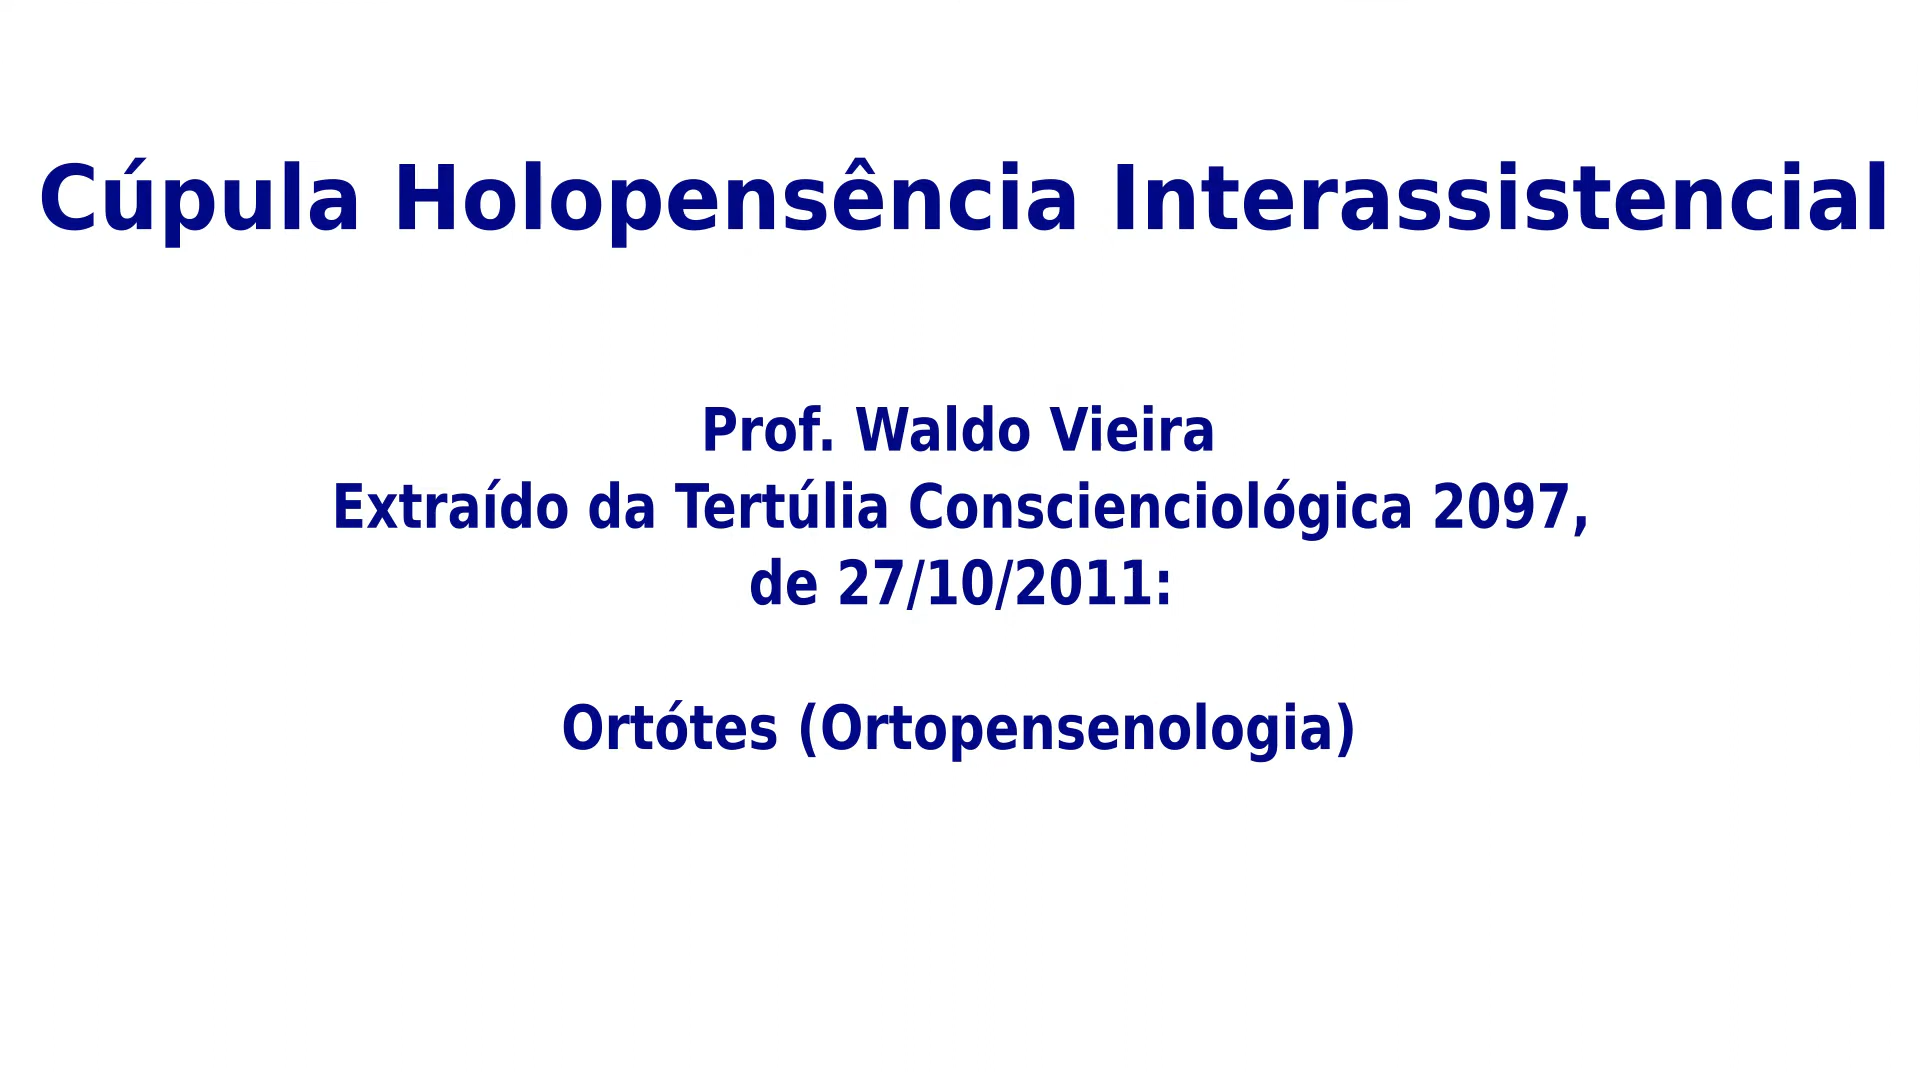 Cúpula Holopensência Interassistencial
Prof. Waldo Vieira
Extraído da Tertúlia Conscienciológica 2097,
de 27/10/2011:
Ortótes (Ortopensenologia)